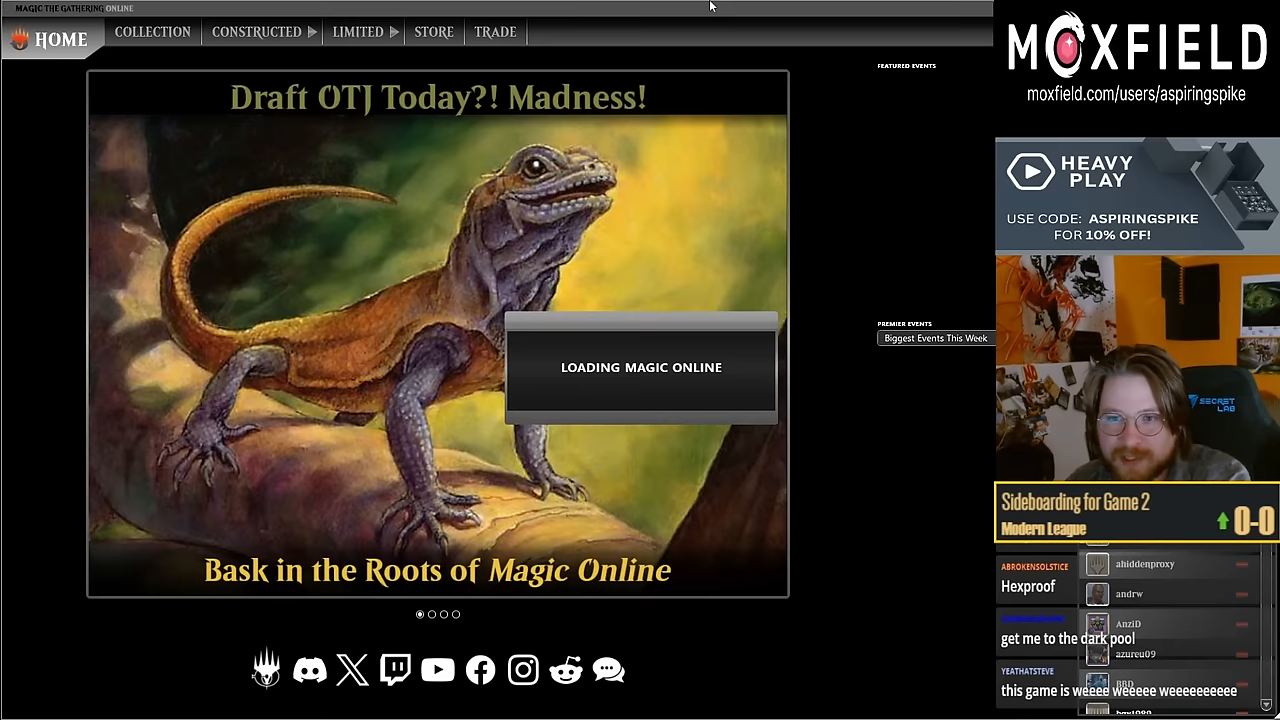 MAGIC THE GATHERING ONLINE
HOME
COLLECTION
CONSTRUCTED
LIMITED
STORE
TRADE
Draft OTJ Today?! Madness!
LOADING MAGIC ONLINE
Bask in the Roots of Magic Online
FEATURED EVENTS
PREMIER EVENTS
Biggest Events This Week
MOXFIELD
moxfield.com/users/aspiringspike
HEAVY
PLAY
USE CODE: ASPIRINGSPIKE
FOR 10% OFF!
SECRET
LAB
Sideboarding for Game 2
Modern League
0-0
ABROKENSOLSTICE
Hexproof
get me to the dark pool
YEATHATSTEVE
this game is weeee weeeee weeeeeeeeee
ahiddenproxy
andrw
AnziD
azureu09
BBD